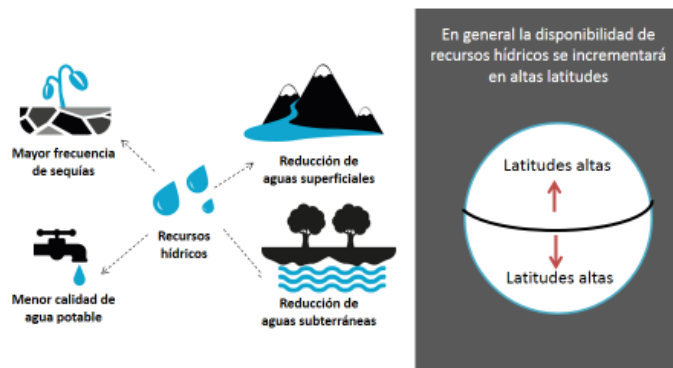 Mayor frecuencia
de sequías
Reducción de
aguas superficiales
Recursos
hídricos
Menor calidad de
agua potable
Reducción de
aguas subterráneas
En general la disponibilidad de
recursos hídricos se incrementará
en altas latitudes
Latitudes altas
Latitudes altas